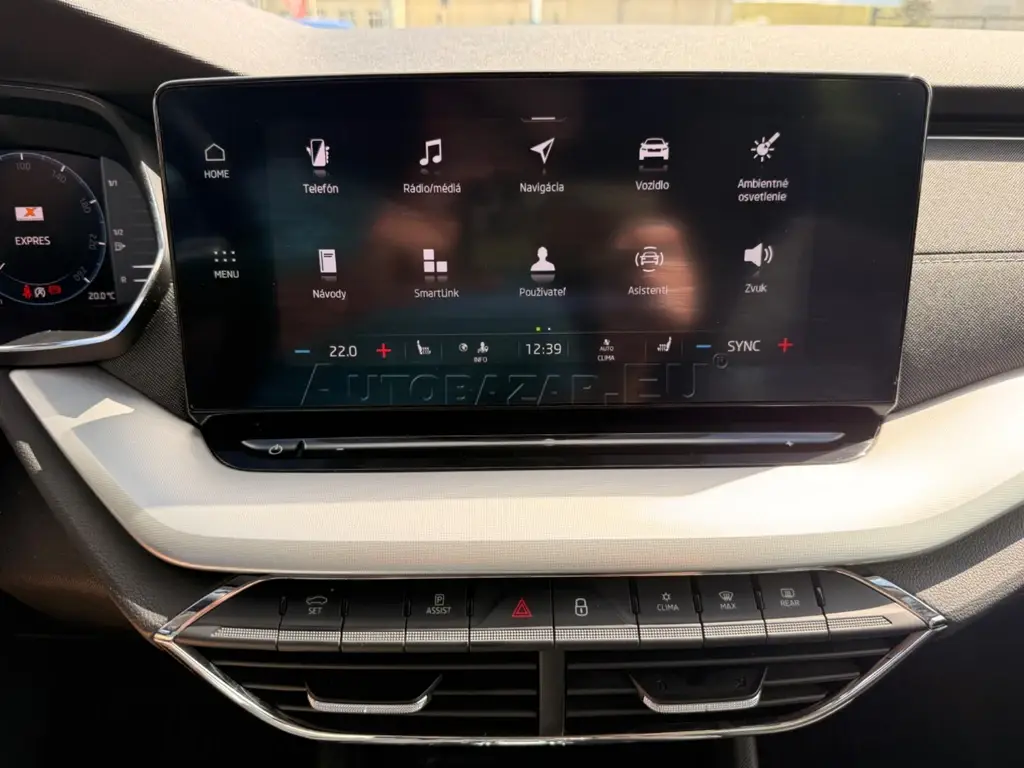 HOME
Telefón
Rádio/médiá
Navigácia
Vozidlo
Ambientné
osvetlenie
MENU
Návody
SmartLink
Používateľ
Asistenti
Zvuk
EXPRES
20.0°C
22.0
INFO
12:39
AUTO
CLIMA
SYNC
AUTOBAZAR.EU
SET
P
ASSIST
CLIMA
MAX
REAR